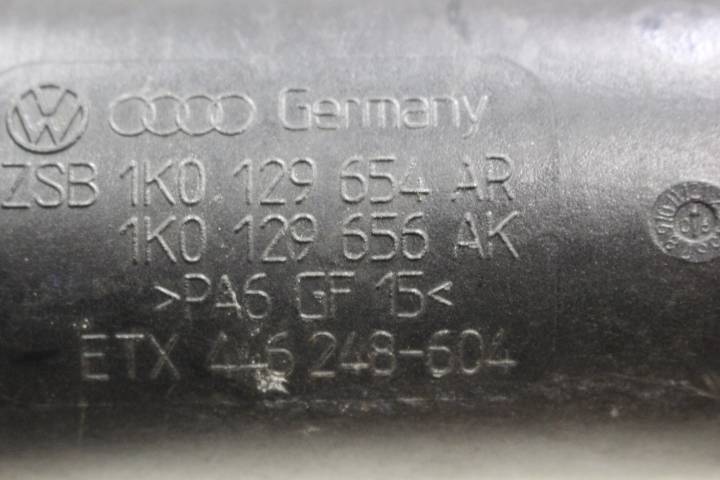 Germany
ZSB 1K0 129 654 AR
1K0 129 656 AK
>PA6 GF 15<
ETX 446 248-604